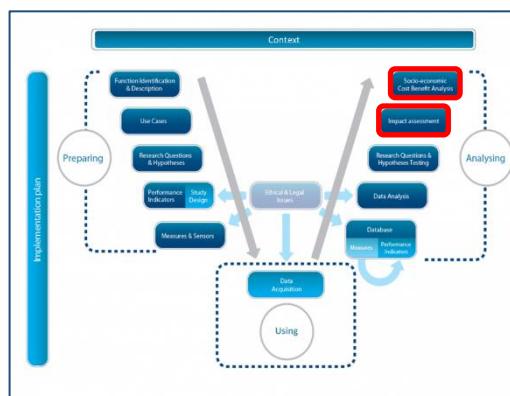 Context
Implementation plan
Function Identification
& Description
Use Cases
Research Questions
& Hypotheses
Performance
Indicators
Study
Design
Measures & Sensors
Preparing
Ethical & Legal
Issues
Data
Acquisition
Using
Socio-economic
Cost Benefit Analysis
Impact assessment
Research Questions &
Hypotheses Testing
Data Analysis
Database
Measures
Performance
Indicators
Analysing